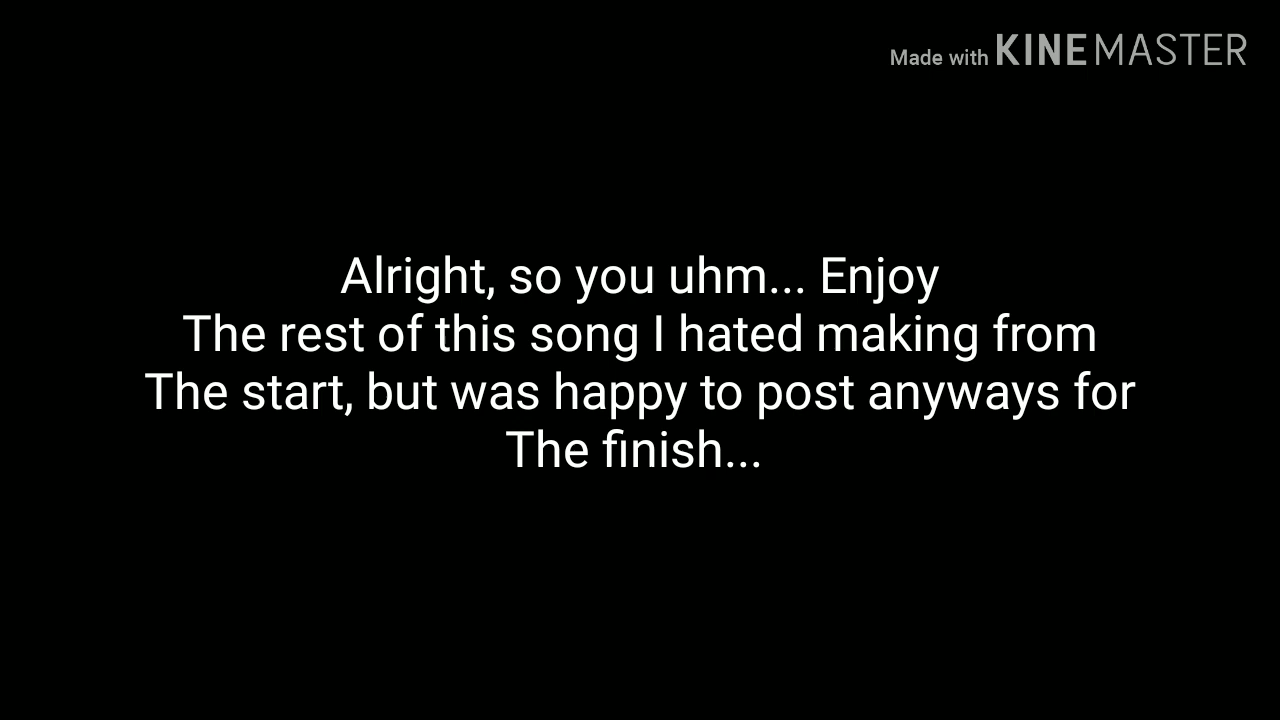 Made with KINEMASTER
Alright, so you uhm... Enjoy
The rest of this song I hated making from
The start, but was happy to post anyways for
The finish...